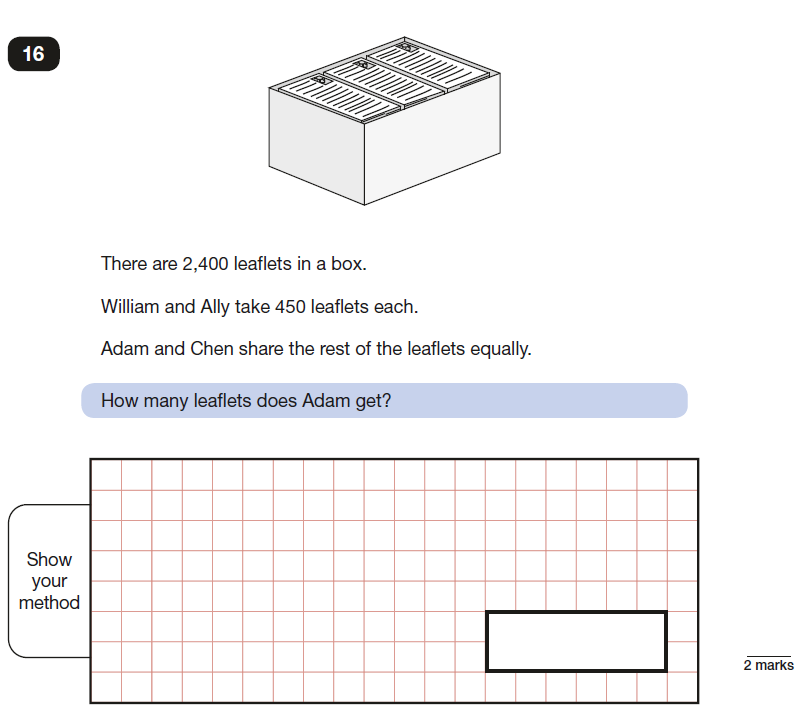 16
There are 2,400 leaflets in a box.
William and Ally take 450 leaflets each.
Adam and Chen share the rest of the leaflets equally.
How many leaflets does Adam get?
Show
your
method
2 marks